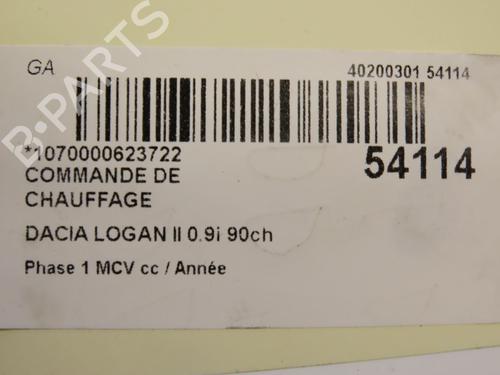 GA
40200301 54114
*1070000623722
54114
COMMANDE DE
CHAUFFAGE
DACIA LOGAN II 0.9i 90ch
Phase 1 MCV cc / Année
B-PARTS